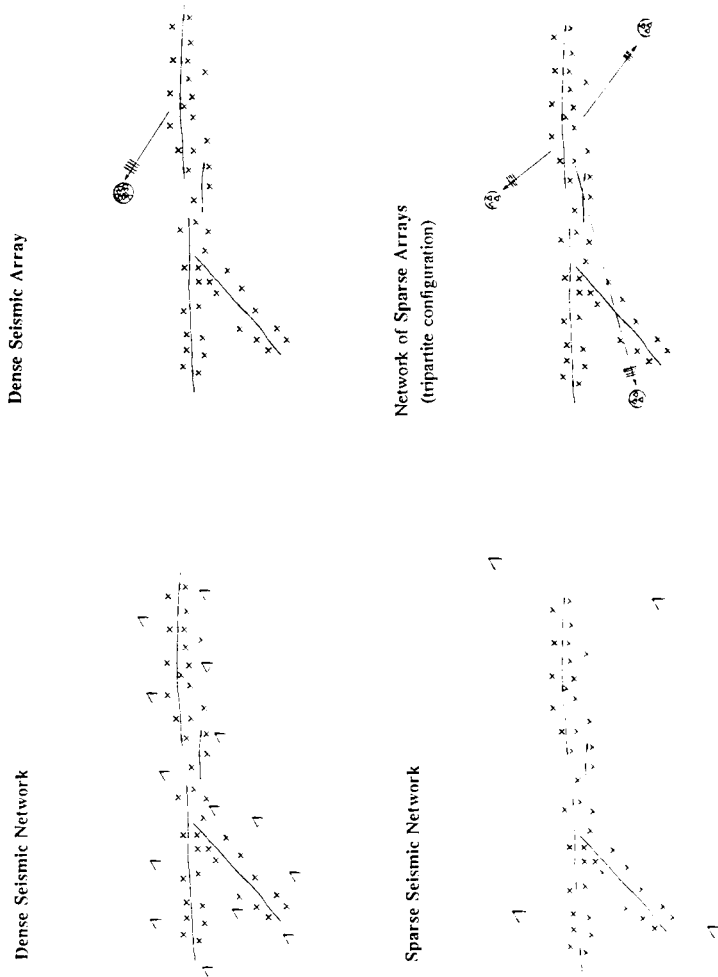 Dense Seismic Network
Dense Seismic Array
Sparse Seismic Network
Network of Sparse Arrays
(tripartite configuration)